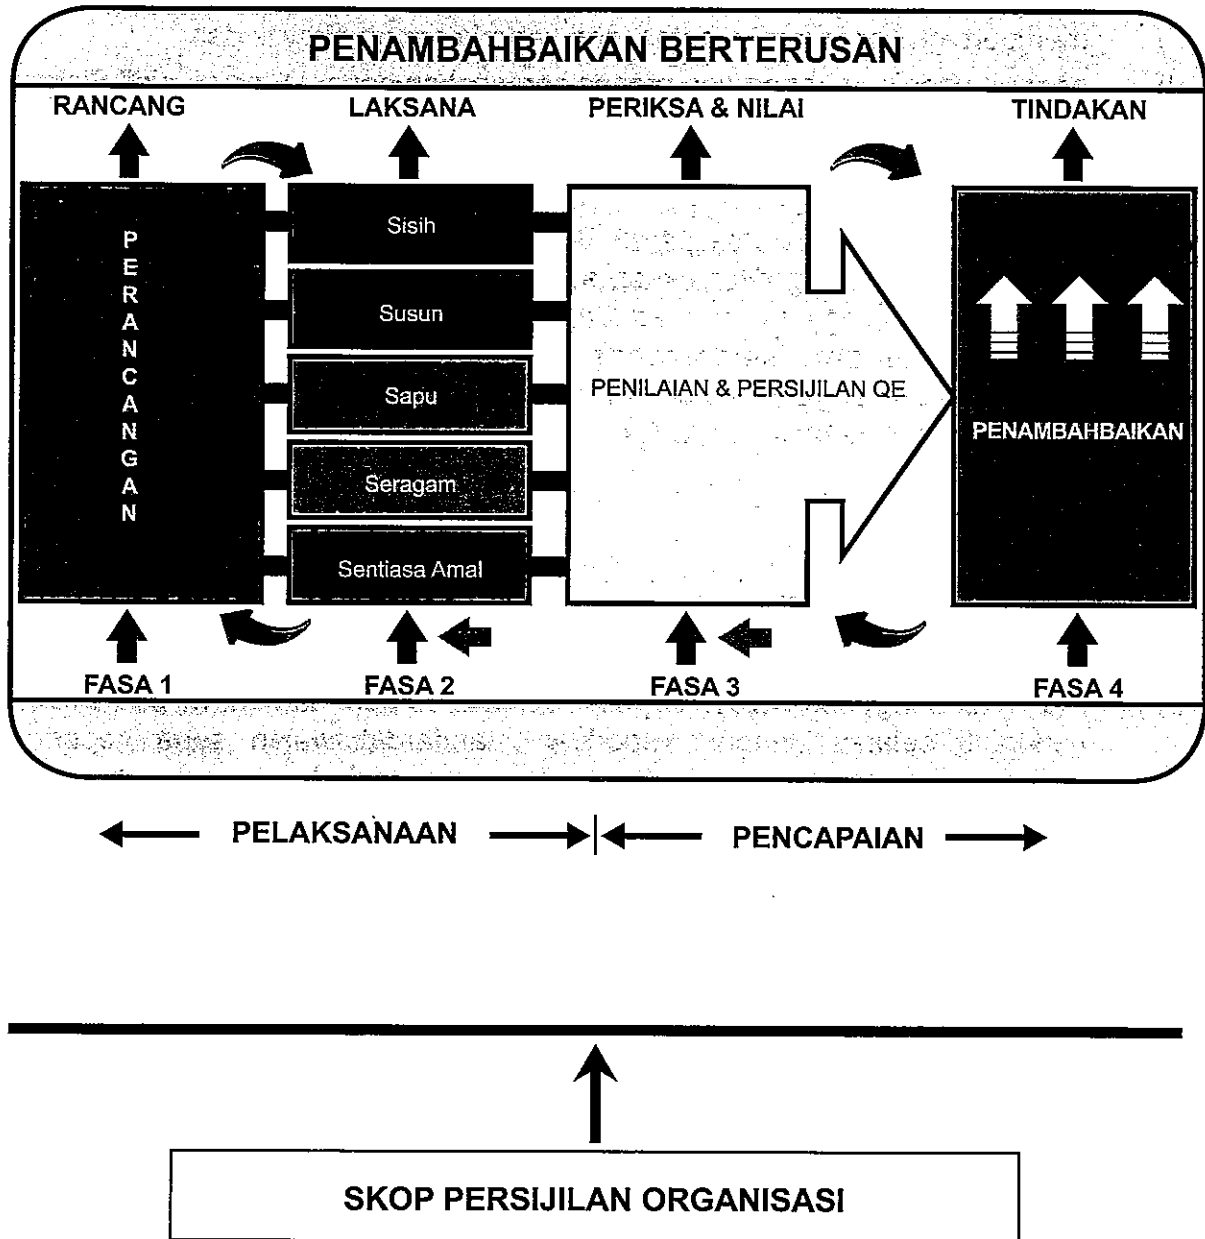 PENAMBAHBAIKAN BERTERUSAN
RANCANG
LAKSANA
PERIKSA & NILAI
TINDAKAN
PERANCANGAN
Sisih
Susun
Sapu
Seragam
Sentiasa Amal
PENILAIAN & PERSIJILAN QE
PENAMBAHBAIKAN
FASA 1
FASA 2
FASA 3
FASA 4
PELAKSANAAN
PENCAPAIAN
SKOP PERSIJILAN ORGANISASI